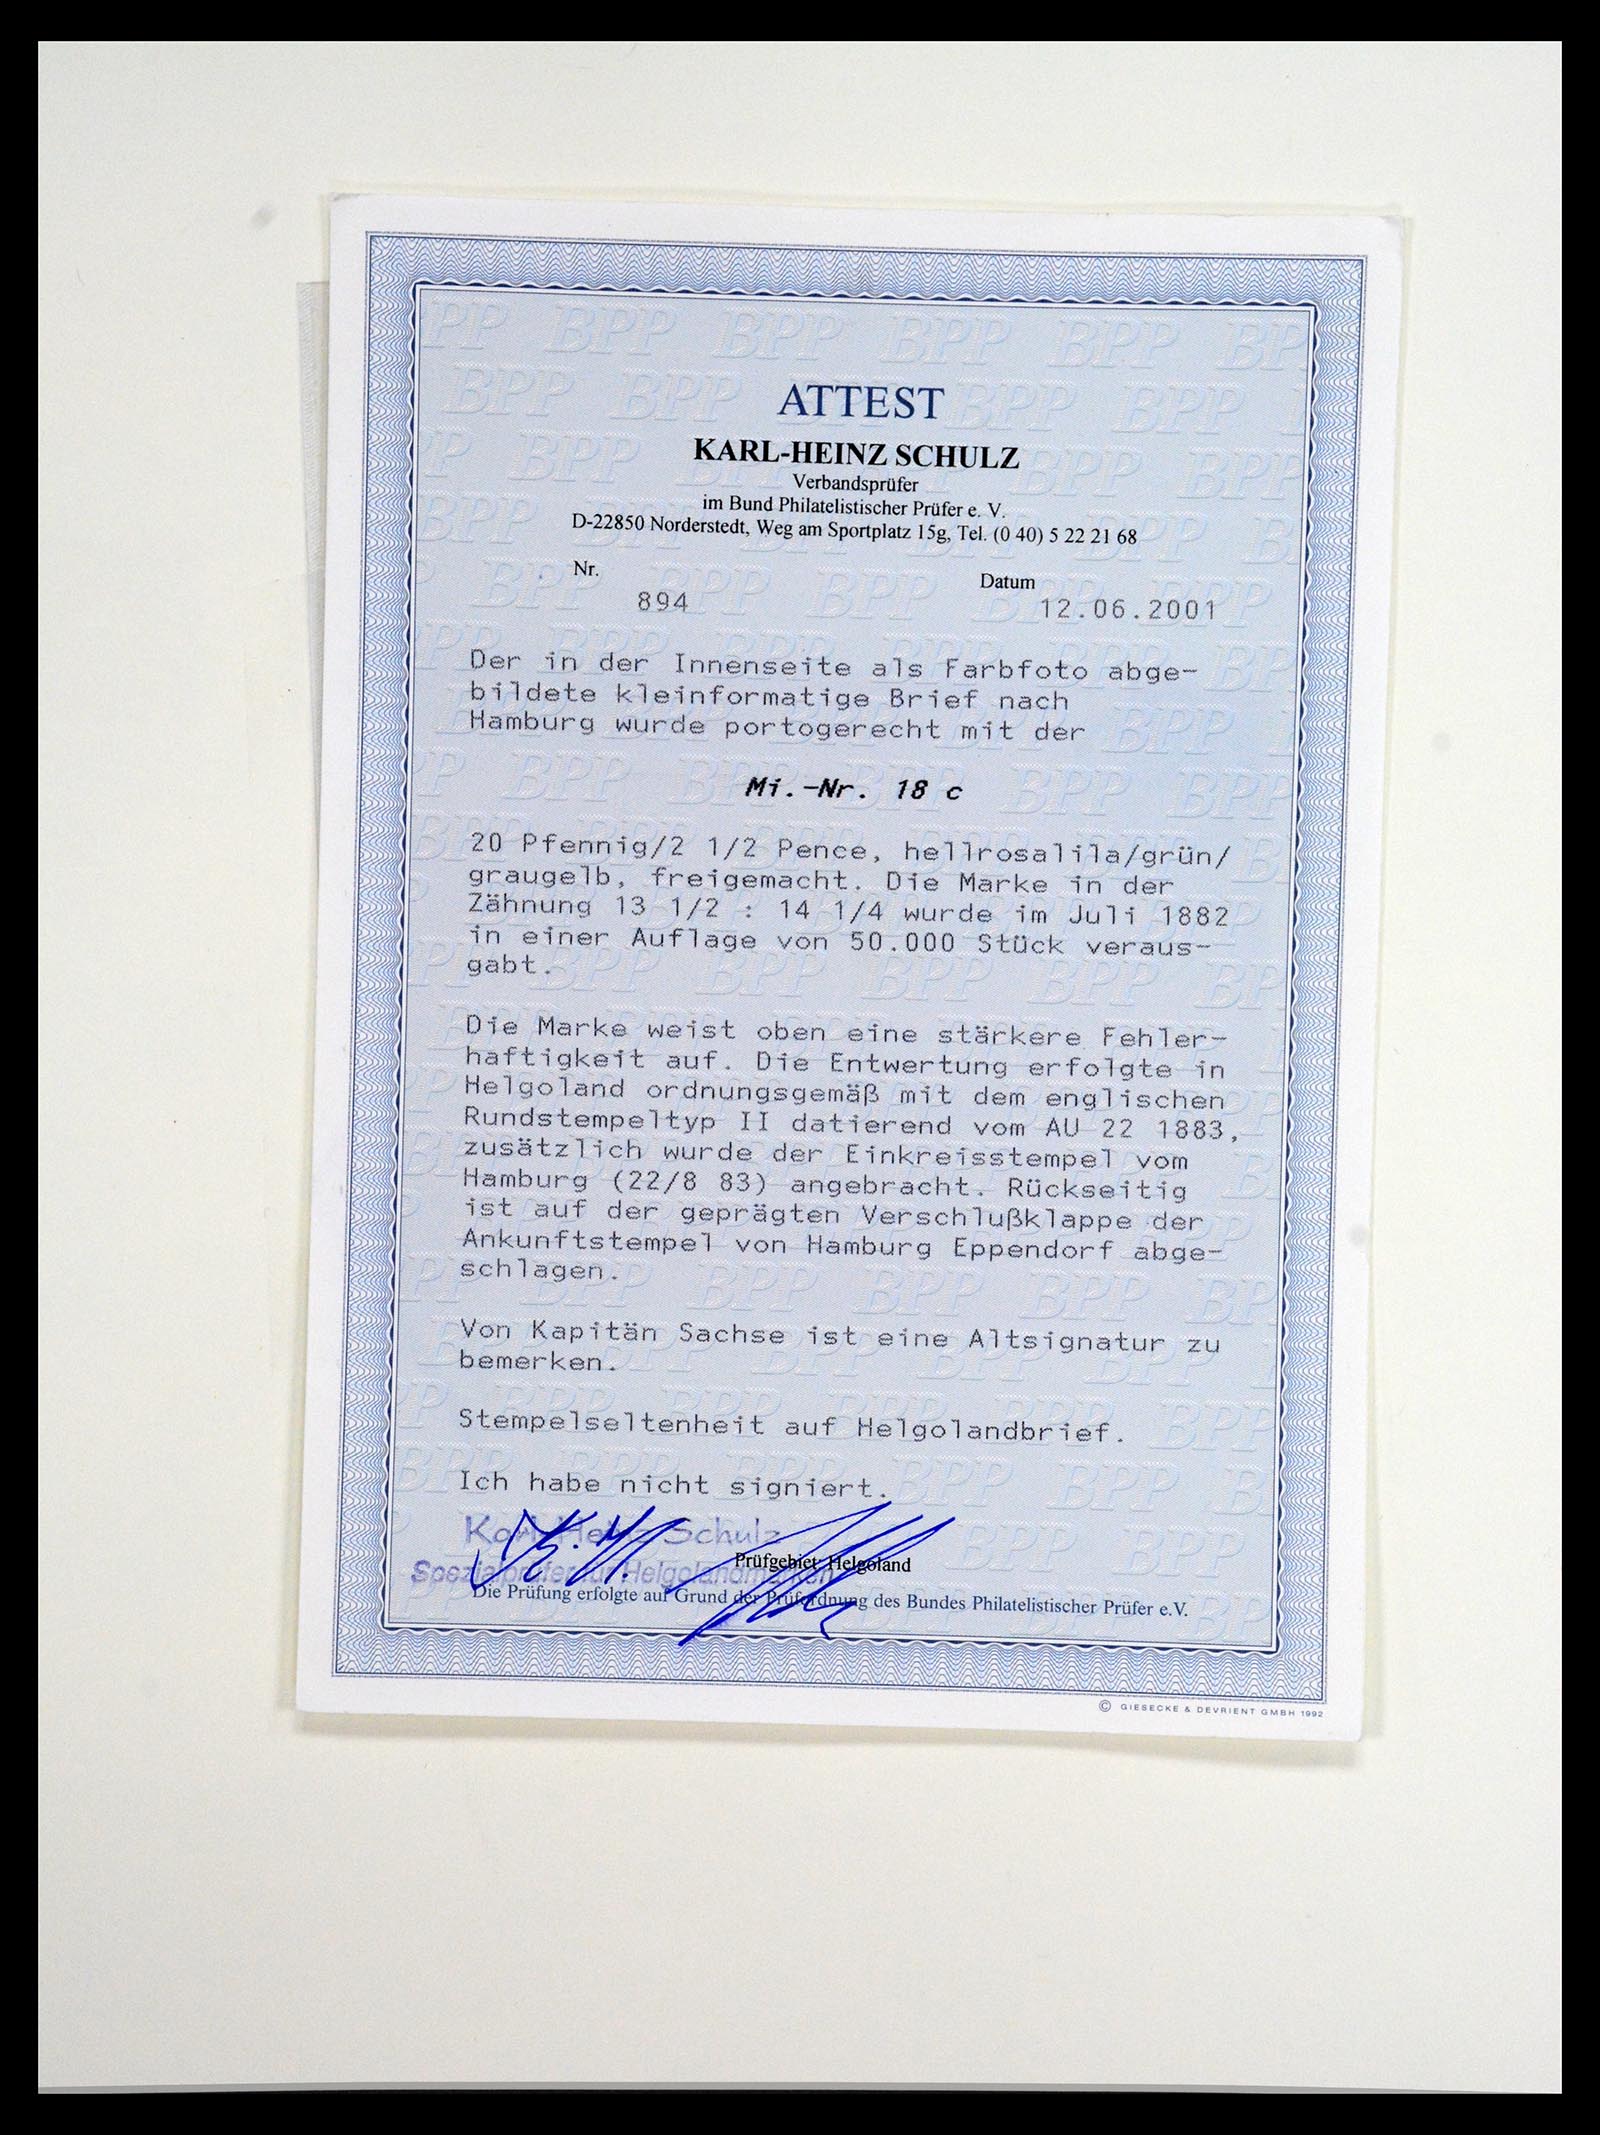 ATTEST
KARL-HEINZ SCHULZ
Verbandsprüfer
im Bund Philatelistischer Prüfer e. V.
D-22850 Norderstedt, Weg am Sportplatz 15g, Tel. (0 40) 5 22 21 68
Nr. Datum
894 12.06.2001
Der in der Innenseite als Farbfoto abge-
bildete kleinformatige Brief nach
Hamburg wurde portogerecht mit der
Mi.-Nr. 18 c
20 Pfennig/2 1/2 Pence, hellrosalila/grün/
graugelb, freigemacht. Die Marke in der
Zähnung 13 1/2 : 14 1/4 wurde im Juli 1882
in einer Auflage von 50.000 Stück veraus-
gabt.
Die Marke weist oben eine stärkere Fehler-
haftigkeit auf. Die Entwertung erfolgte in
Helgoland ordnungsgemäß mit dem englischen
Rundstempeltyp II datierend vom AU 22 1883,
zusätzlich wurde der Einkreisstempel vom
Hamburg (22/8 83) angebracht. Rückseitig
ist auf der geprägten Verschlußklappe der
Ankunftstempel von Hamburg Eppendorf abge-
schlagen.
Von Kapitän Sachse ist eine Altsignatur zu
bemerken.
Stempelseltenheit auf Helgolandbrief.
Ich habe nicht signiert.
Karl-Heinz Schulz
Prüfgebiet: Helgoland
Spezialprüfer für Helgolandmarken
Die Prüfung erfolgte auf Grund der Prüfordnung des Bundes Philatelistischer Prüfer e.V.
© GIESECKE & DEVRIENT GMBH 1992